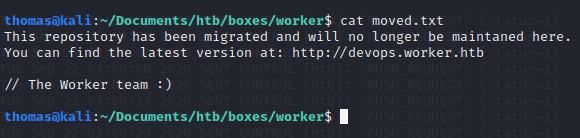 thomas@kali:~/Documents/htb/boxes/worker$ cat moved.txt
This repository has been migrated and will no longer be maintaned here.
You can find the latest version at: http://devops.worker.htb
// The Worker team :)
thomas@kali:~/Documents/htb/boxes/worker$